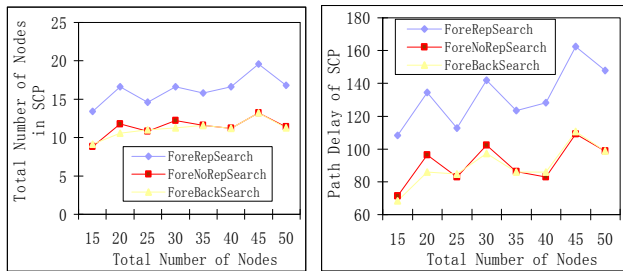 Total Number of Nodes
in SCP
25
20
15
10
5
0
ForeRepSearch
ForeNoRepSearch
ForeBackSearch
15 20 25 30 35 40 45 50
Total Number of Nodes
Path Delay of SCP
180
160
140
120
100
80
60
ForeRepSearch
ForeNoRepSearch
ForeBackSearch
15 20 25 30 35 40 45 50
Total Number of Nodes